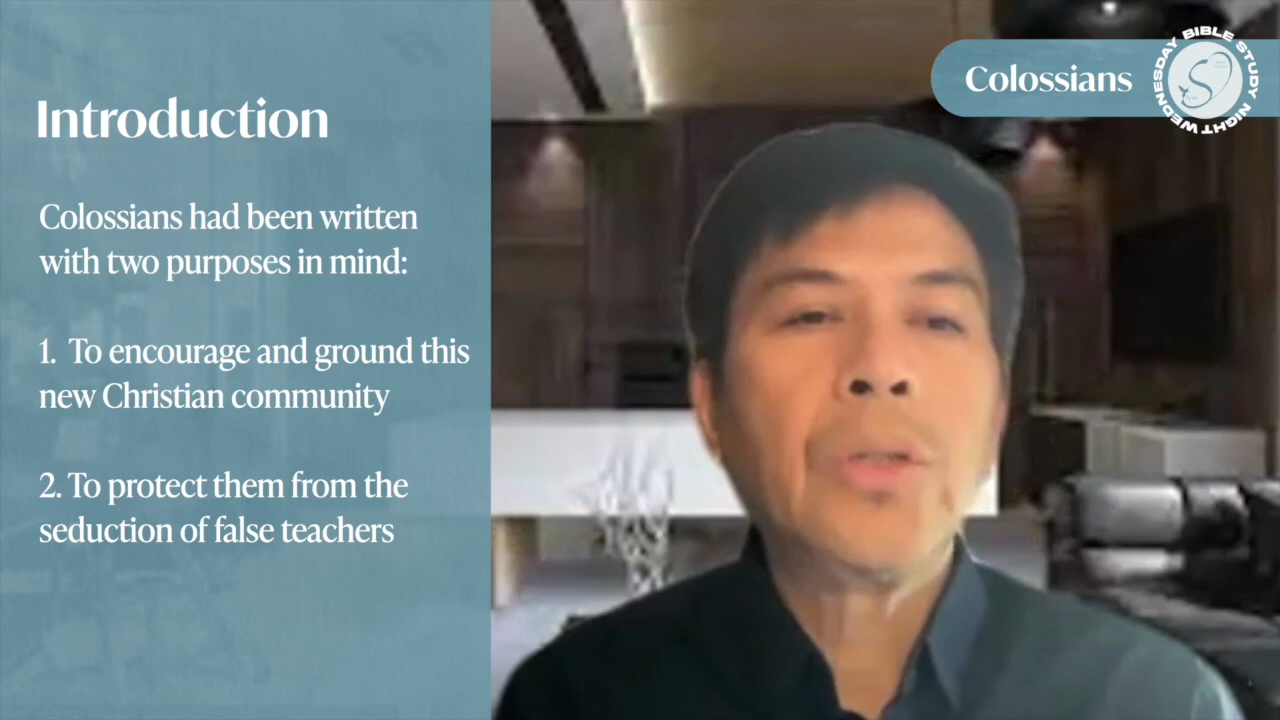 Introduction
Colossians had been written
with two purposes in mind:
1. To encourage and ground this
new Christian community
2. To protect them from the
seduction of false teachers
Colossians
WEDNESDAY BIBLE STUDY NIGHT
S